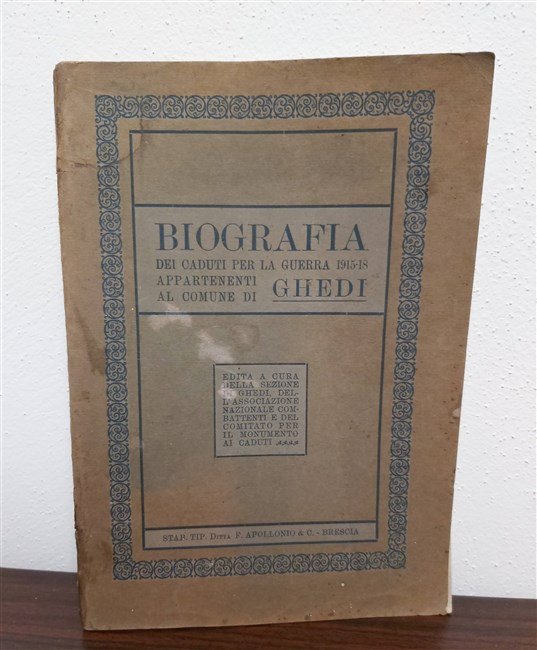 BIOGRAFIA
DEI CADUTI PER LA GUERRA 1915-18
APPARTENENTI
AL COMUNE DI GHEDI
EDITA A CURA
DELLA SEZIONE
DI GHEDI, DEL-
L'ASSOCIAZIONE
NAZIONALE COM-
BATTENTI E DEL
COMITATO PER
IL MONUMENTO
AI CADUTI
STAP. TIP. DITTA F. APOLLONIO & C. - BRESCIA